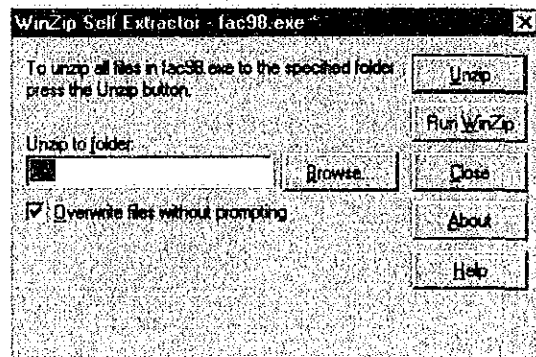 WinZip Self Extractor - fac98.exe
To unzip all files in fac98.exe to the specified folder
press the Unzip button.
Unzip to folder:
Browse...
Overwrite files without prompting
Unzip
Run WinZip
Close
About
Help